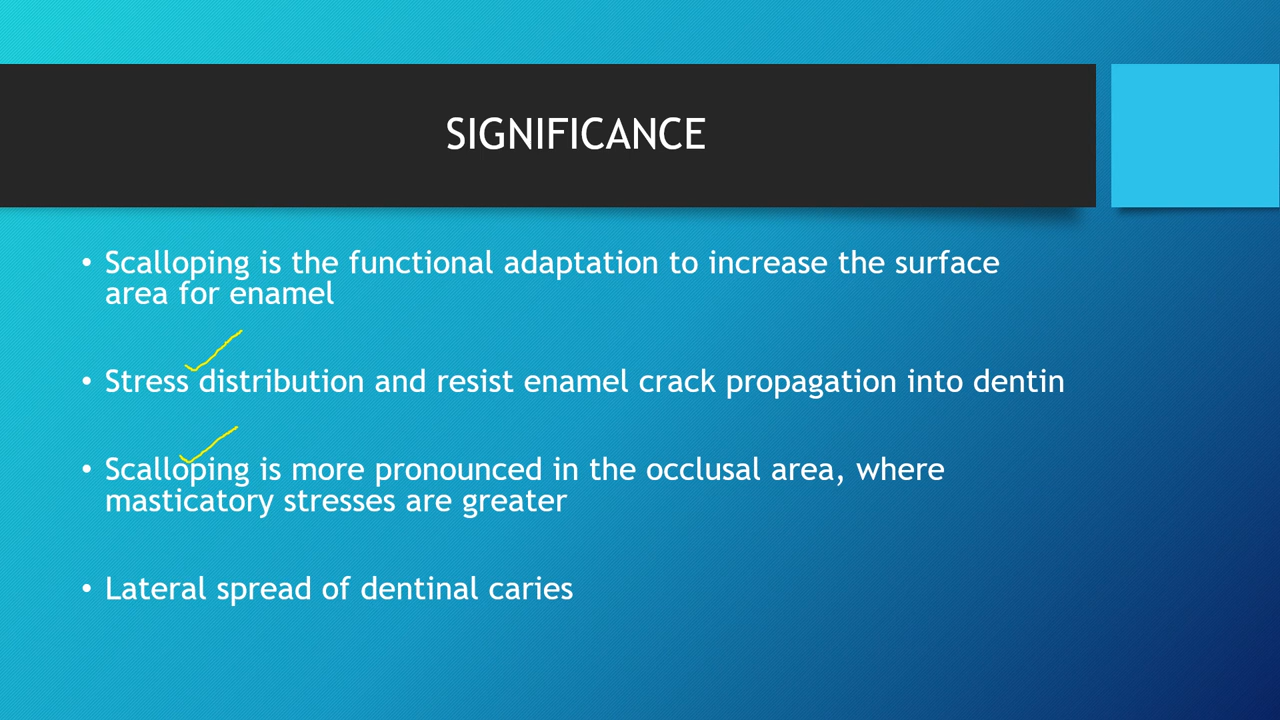 SIGNIFICANCE
• Scalloping is the functional adaptation to increase the surface
area for enamel
• Stress distribution and resist enamel crack propagation into dentin
• Scalloping is more pronounced in the occlusal area, where
masticatory stresses are greater
• Lateral spread of dentinal caries